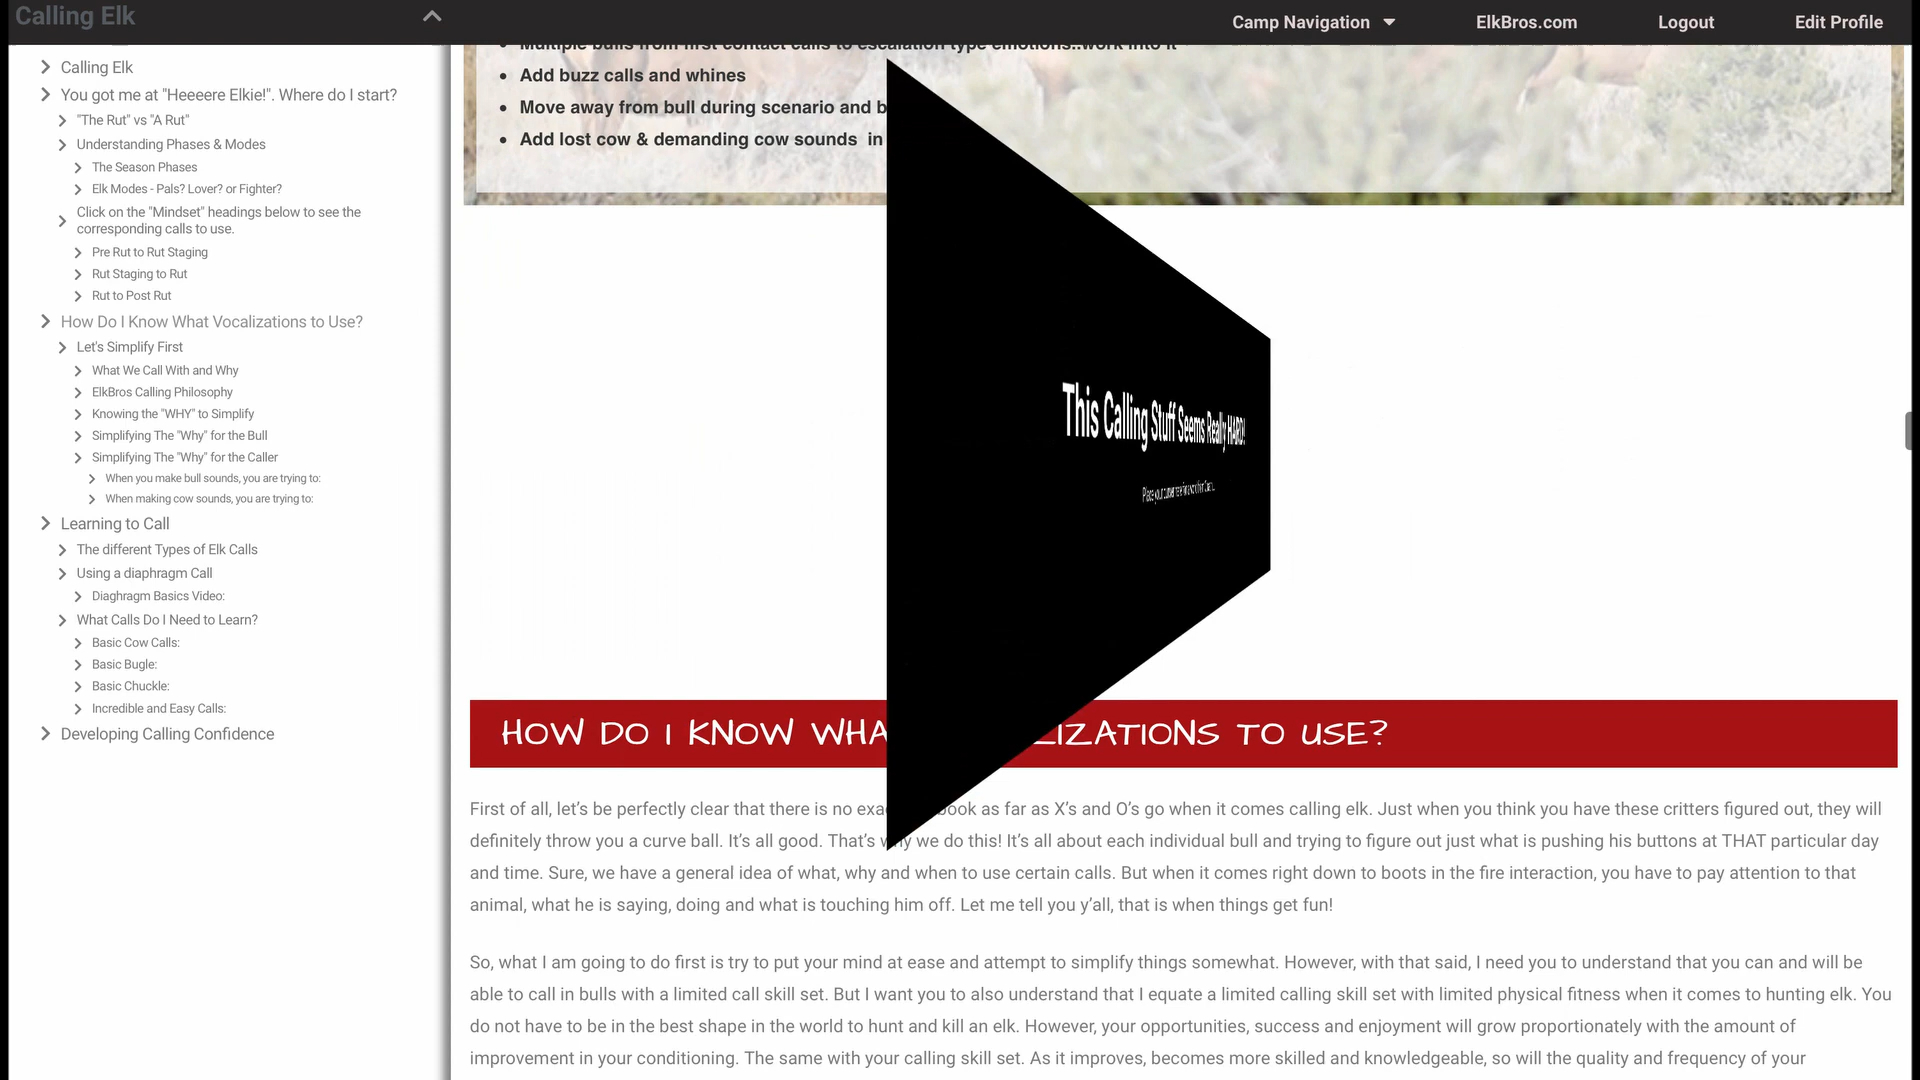 Calling Elk
Camp Navigation
ElkBros.com
Logout
Edit Profile
Calling Elk
You got me at "Heeeere Elkie!". Where do I start?
"The Rut" vs "A Rut"
Understanding Phases & Modes
The Season Phases
Elk Modes - Pals? Lover? or Fighter?
Click on the "Mindset" headings below to see the
corresponding calls to use.
Pre Rut to Rut Staging
Rut Staging to Rut
Rut to Post Rut
How Do I Know What Vocalizations to Use?
Let's Simplify First
What We Call With and Why
ElkBros Calling Philosophy
Knowing the "WHY" to Simplify
Simplifying The "Why" for the Bull
Simplifying The "Why" for the Caller
When you make bull sounds, you are trying to:
When making cow sounds, you are trying to:
Learning to Call
The different Types of Elk Calls
Using a diaphragm Call
Diaghragm Basics Video:
What Calls Do I Need to Learn?
Basic Cow Calls:
Basic Bugle:
Basic Chuckle:
Incredible and Easy Calls:
Developing Calling Confidence
Multiple bulls from first contact calls to escalation type emotions..work into it
Add buzz calls and whines
Move away from bull during scenario and b
Add lost cow & demanding cow sounds in
This Calling Stuff Seems Really HARD!
Place your
HOW DO I KNOW WHA IZATIONS TO USE?
First of all, let’s be perfectly clear that there is no exa book as far as X’s and O’s go when it comes calling elk. Just when you think you have these critters figured out, they will
definitely throw you a curve ball. It’s all good. That’s why we do this! It’s all about each individual bull and trying to figure out just what is pushing his buttons at THAT particular day
and time. Sure, we have a general idea of what, why and when to use certain calls. But when it comes right down to boots in the fire interaction, you have to pay attention to that
animal, what he is saying, doing and what is touching him off. Let me tell you y’all, that is when things get fun!
So, what I am going to do first is try to put your mind at ease and attempt to simplify things somewhat. However, with that said, I need you to understand that you can and will be
able to call in bulls with a limited call skill set. But I want you to also understand that I equate a limited calling skill set with limited physical fitness when it comes to hunting elk. You
do not have to be in the best shape in the world to hunt and kill an elk. However, your opportunities, success and enjoyment will grow proportionately with the amount of
improvement in your conditioning. The same with your calling skill set. As it improves, becomes more skilled and knowledgeable, so will the quality and frequency of your